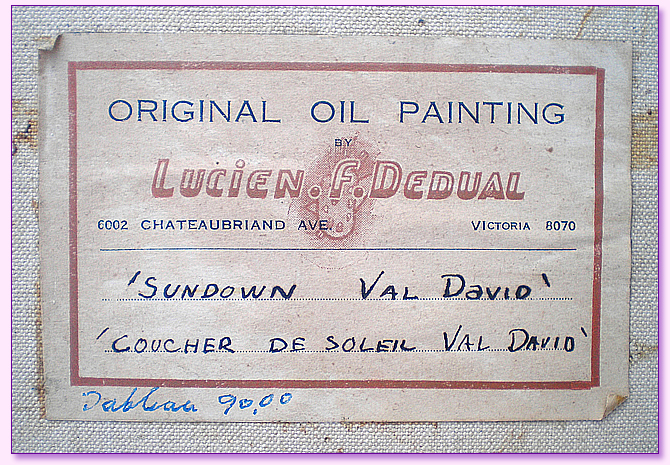 ORIGINAL OIL PAINTING
BY
LUCIEN. F. DEDUAL
6002 CHATEAUBRIAND AVE. VICTORIA 8070
'SUNDOWN VAL DAVID'
'COUCHER DE SOLEIL VAL DAVID'
Tableau 90,00